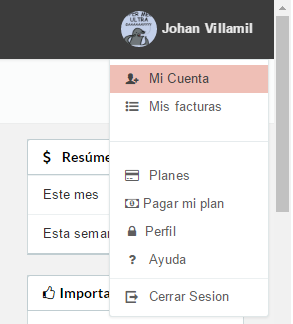 Johan Villamil
Mi Cuenta
Mis facturas
$ Resúme
Este mes
Planes
Pagar mi plan
Esta seman
Perfil
? Ayuda
Importa
Cerrar Sesion